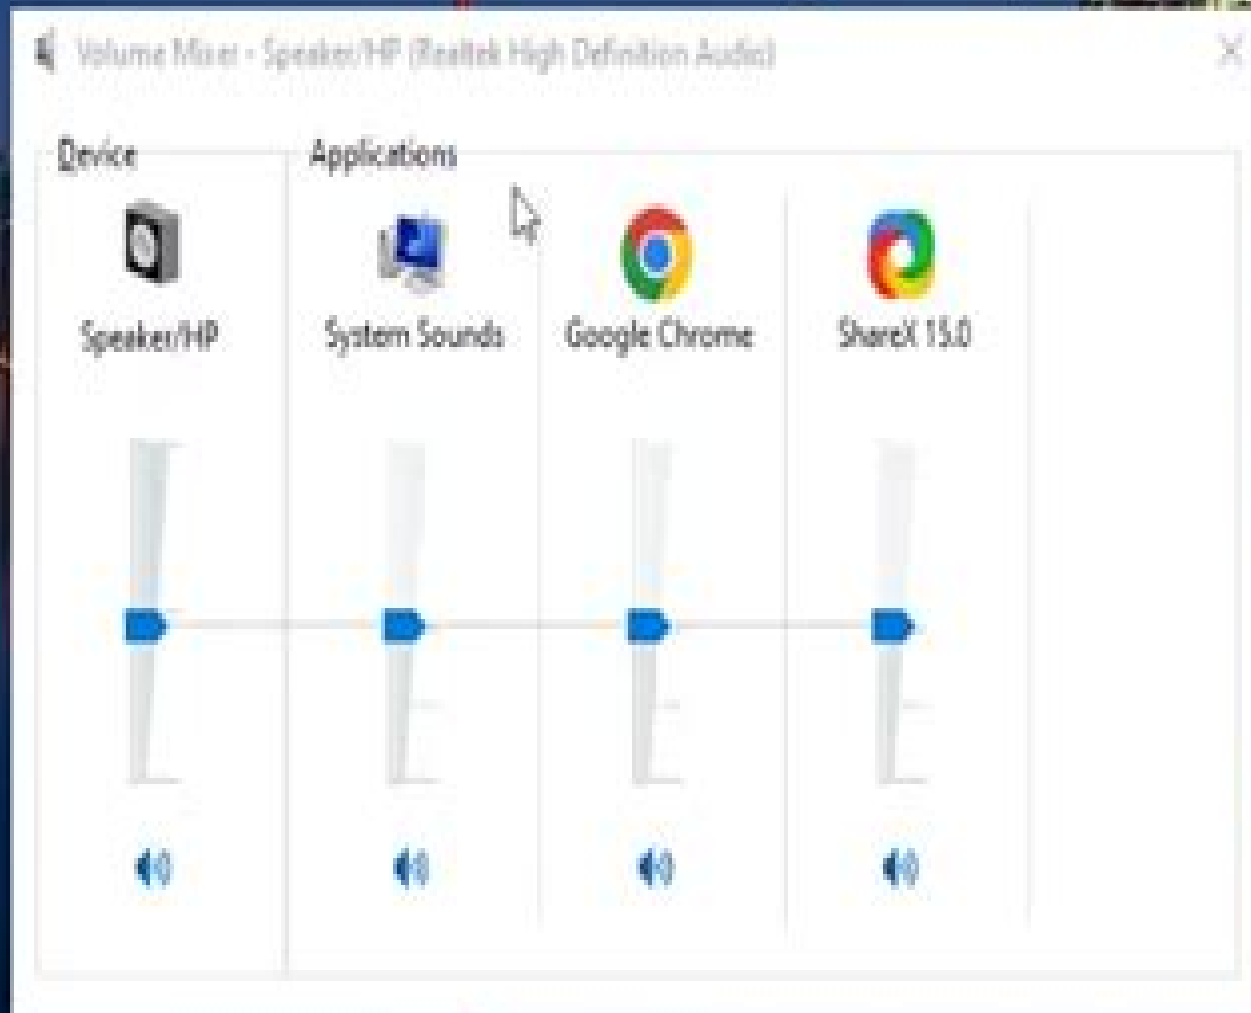 Volume Mixer - Speaker/HP (Realtek High Definition Audio)
Device
Applications
Speaker/HP
System Sounds
Google Chrome
ShareX 15.0